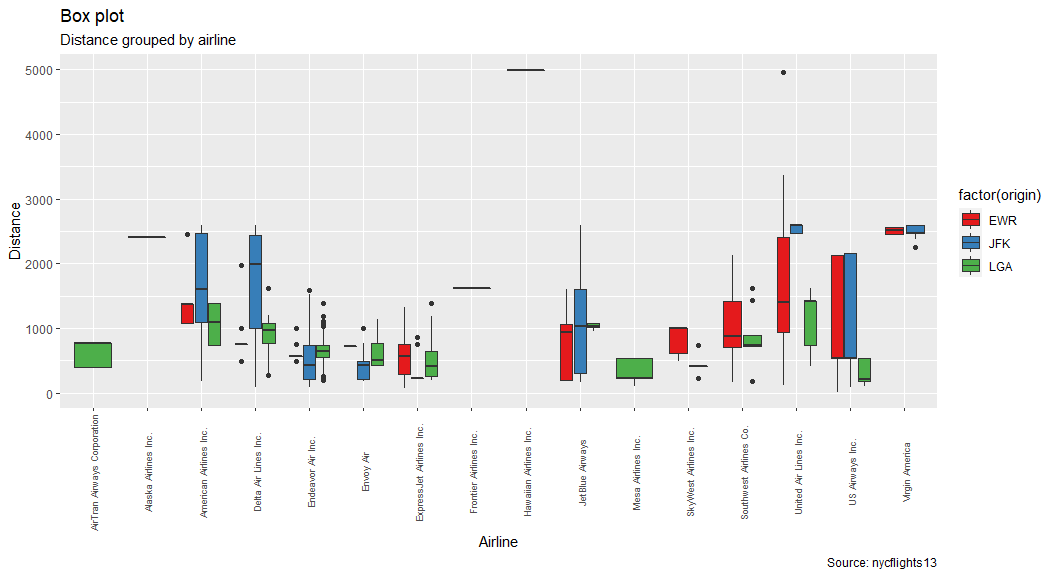 Box plot
Distance grouped by airline
Distance
5000
4000
3000
2000
1000
0
AirTran Airways Corporation
Alaska Airlines Inc.
American Airlines Inc.
Delta Air Lines Inc.
Endeavor Air Inc.
Envoy Air
ExpressJet Airlines Inc.
Frontier Airlines Inc.
Hawaiian Airlines Inc.
JetBlue Airways
Mesa Airlines Inc.
SkyWest Airlines Inc.
Southwest Airlines Co.
United Air Lines Inc.
US Airways Inc.
Virgin America
Airline
factor(origin)
EWR
JFK
LGA
Source: nycflights13